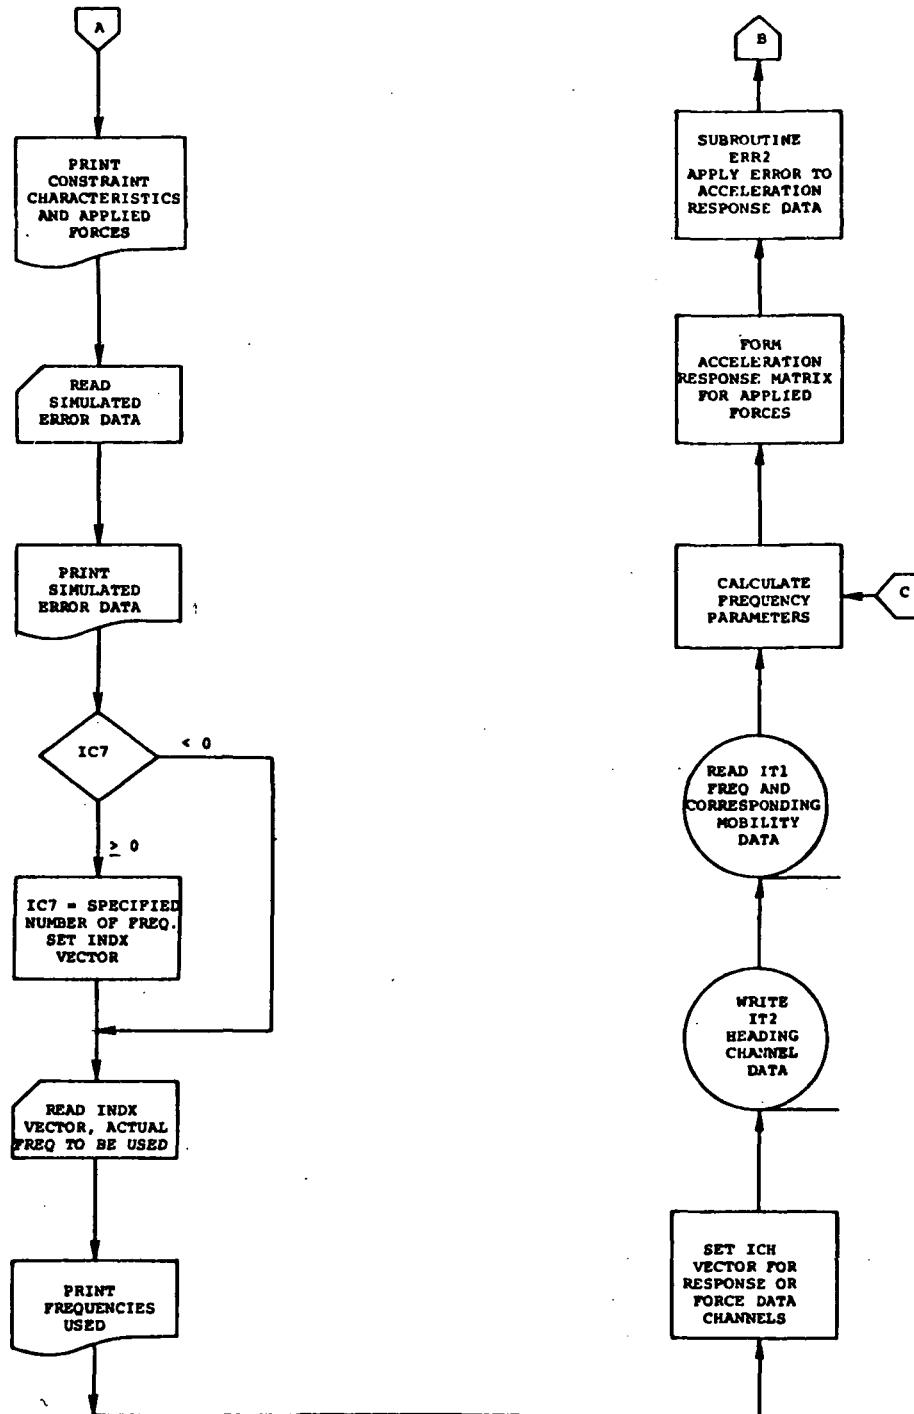 A
PRINT
CONSTRAINT
CHARACTERISTICS
AND APPLIED
FORCES
READ
SIMULATED
ERROR DATA
PRINT
SIMULATED
ERROR DATA
IC7
< 0
≥ 0
IC7 = SPECIFIED
NUMBER OF FREQ.
SET INDX
VECTOR
READ INDX
VECTOR, ACTUAL
FREQ TO BE USED
PRINT
FREQUENCIES
USED
B
SUBROUTINE
ERR2
APPLY ERROR TO
ACCELERATION
RESPONSE DATA
FORM
ACCELERATION
RESPONSE MATRIX
FOR APPLIED
FORCES
CALCULATE
FREQUENCY
PARAMETERS
C
READ IT1
FREQ AND
CORRESPONDING
MOBILITY
DATA
WRITE
IT2
HEADING
CHANNEL
DATA
SET ICH
VECTOR FOR
RESPONSE OR
FORCE DATA
CHANNELS